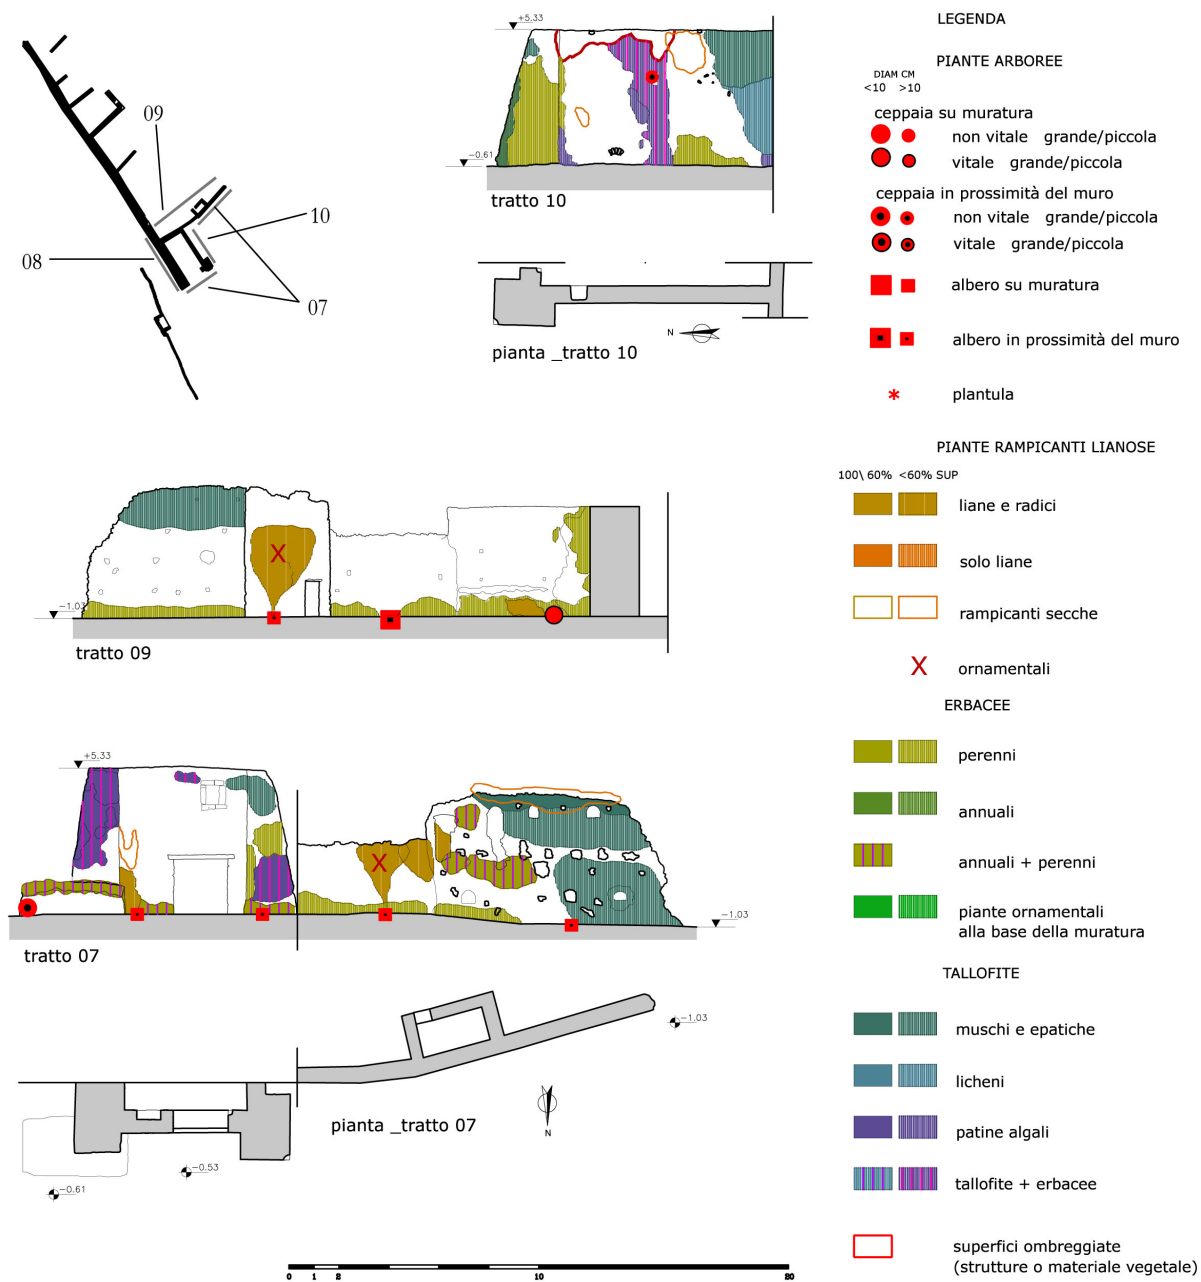 09
10
08
07
+5.33
−0.61
tratto 10
N
pianta _tratto 10
−1.03
tratto 09
+5.33
−1.03
tratto 07
−1.03
N
pianta _tratto 07
−0.53
−0.61
0 1 2 10 20
LEGENDA
PIANTE ARBOREE
DIAM CM
<10 >10
ceppaia su muratura
non vitale grande/piccola
vitale grande/piccola
ceppaia in prossimità del muro
non vitale grande/piccola
vitale grande/piccola
albero su muratura
albero in prossimità del muro
* plantula
PIANTE RAMPICANTI LIANOSE
100\ 60% <60% SUP
liane e radici
solo liane
rampicanti secche
X ornamentali
ERBACEE
perenni
annuali
annuali + perenni
piante ornamentali
alla base della muratura
TALLOFITE
muschi e epatiche
licheni
patine algali
tallofite + erbacee
superfici ombreggiate
(strutture o materiale vegetale)